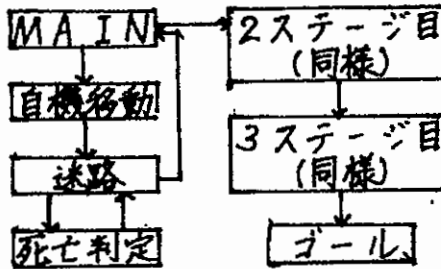 MAIN
自機移動
迷路
死亡判定
2ステージ目
(同様)
3ステージ目
(同様)
ゴール